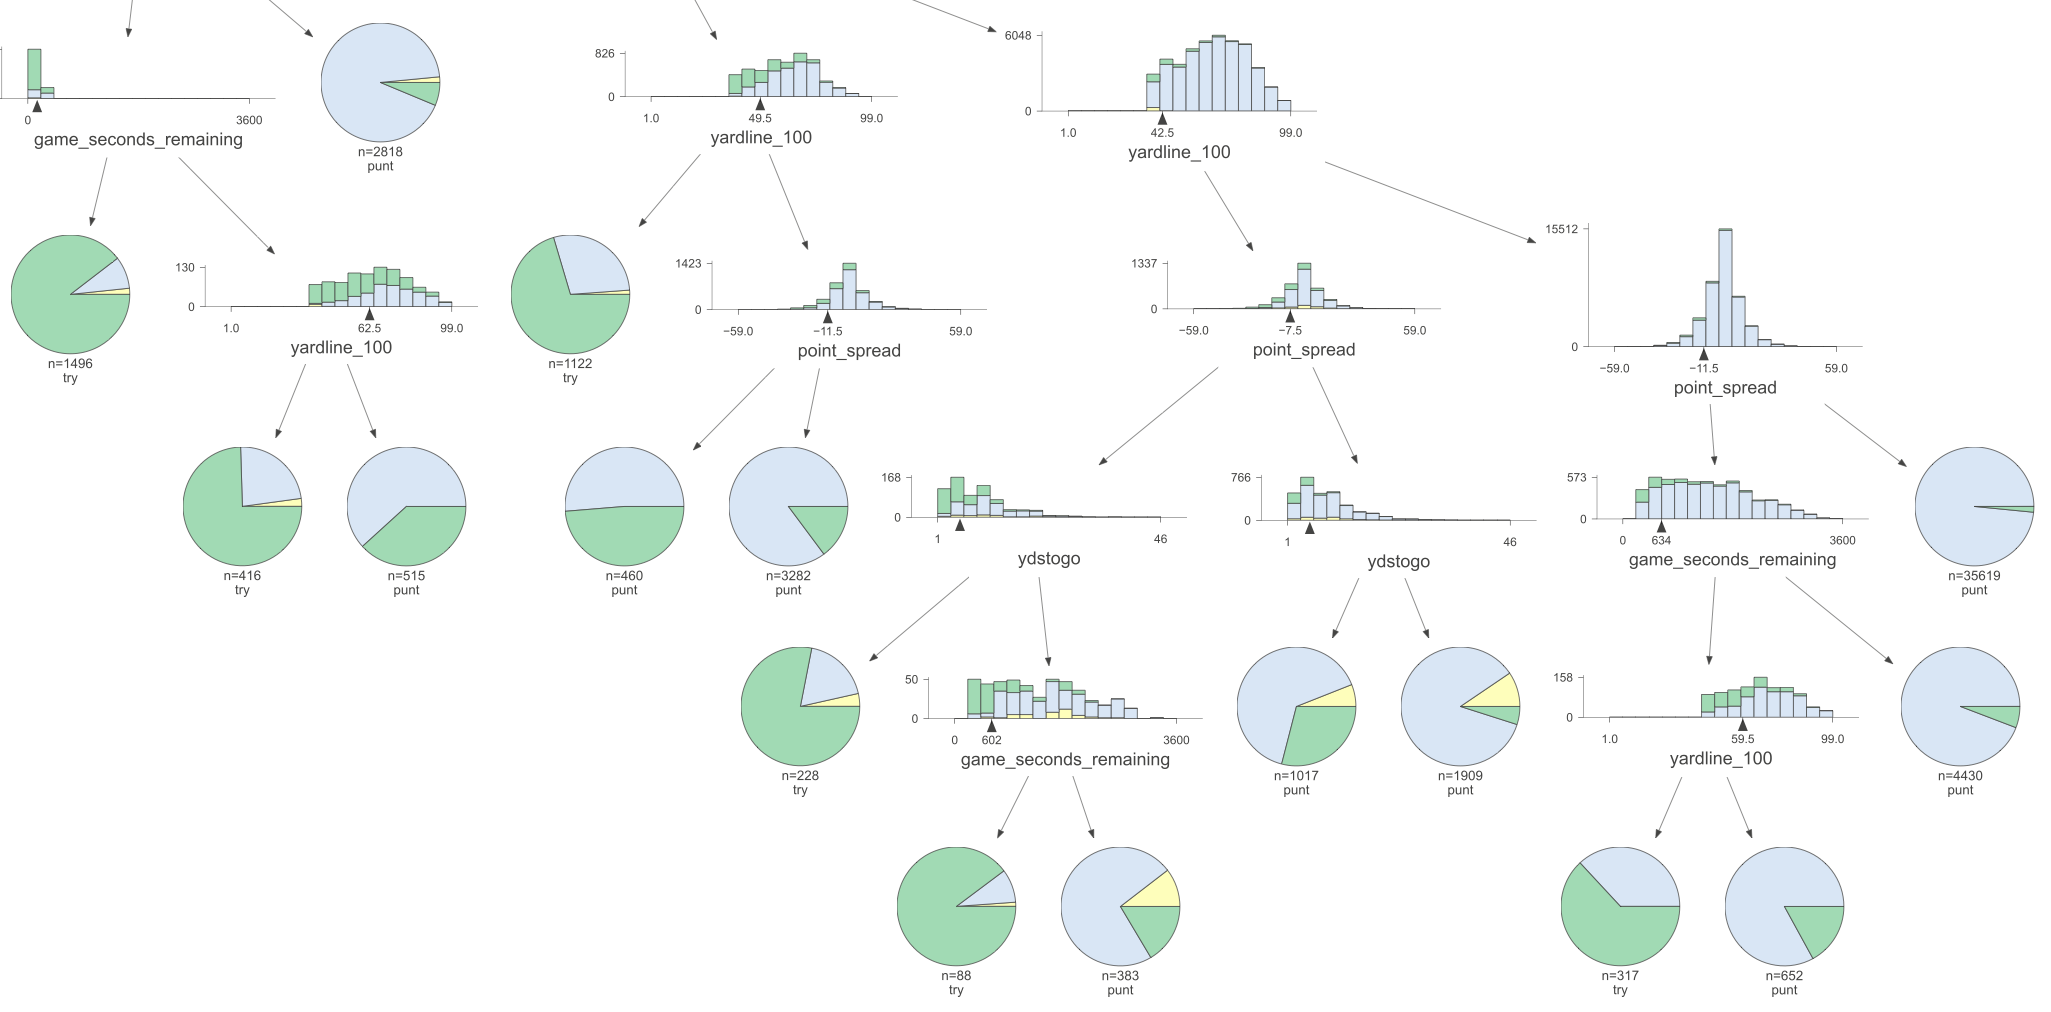 0 3600
game_seconds_remaining
n=2818
punt
826
0
1.0 49.5 99.0
yardline_100
6048
0
1.0 42.5 99.0
yardline_100
n=1496
try
130
0
1.0 62.5 99.0
yardline_100
n=1122
try
1423
0
−59.0 −11.5 59.0
point_spread
1337
0
−59.0 −7.5 59.0
point_spread
15512
0
−59.0 −11.5 59.0
point_spread
n=416
try
n=515
punt
n=460
punt
n=3282
punt
168
0
1 46
ydstogo
766
0
1 46
ydstogo
573
0
0 634 3600
game_seconds_remaining
n=35619
punt
n=228
try
50
0
0 602 3600
game_seconds_remaining
n=1017
punt
n=1909
punt
158
0
1.0 59.5 99.0
yardline_100
n=4430
punt
n=88
try
n=383
punt
n=317
try
n=652
punt